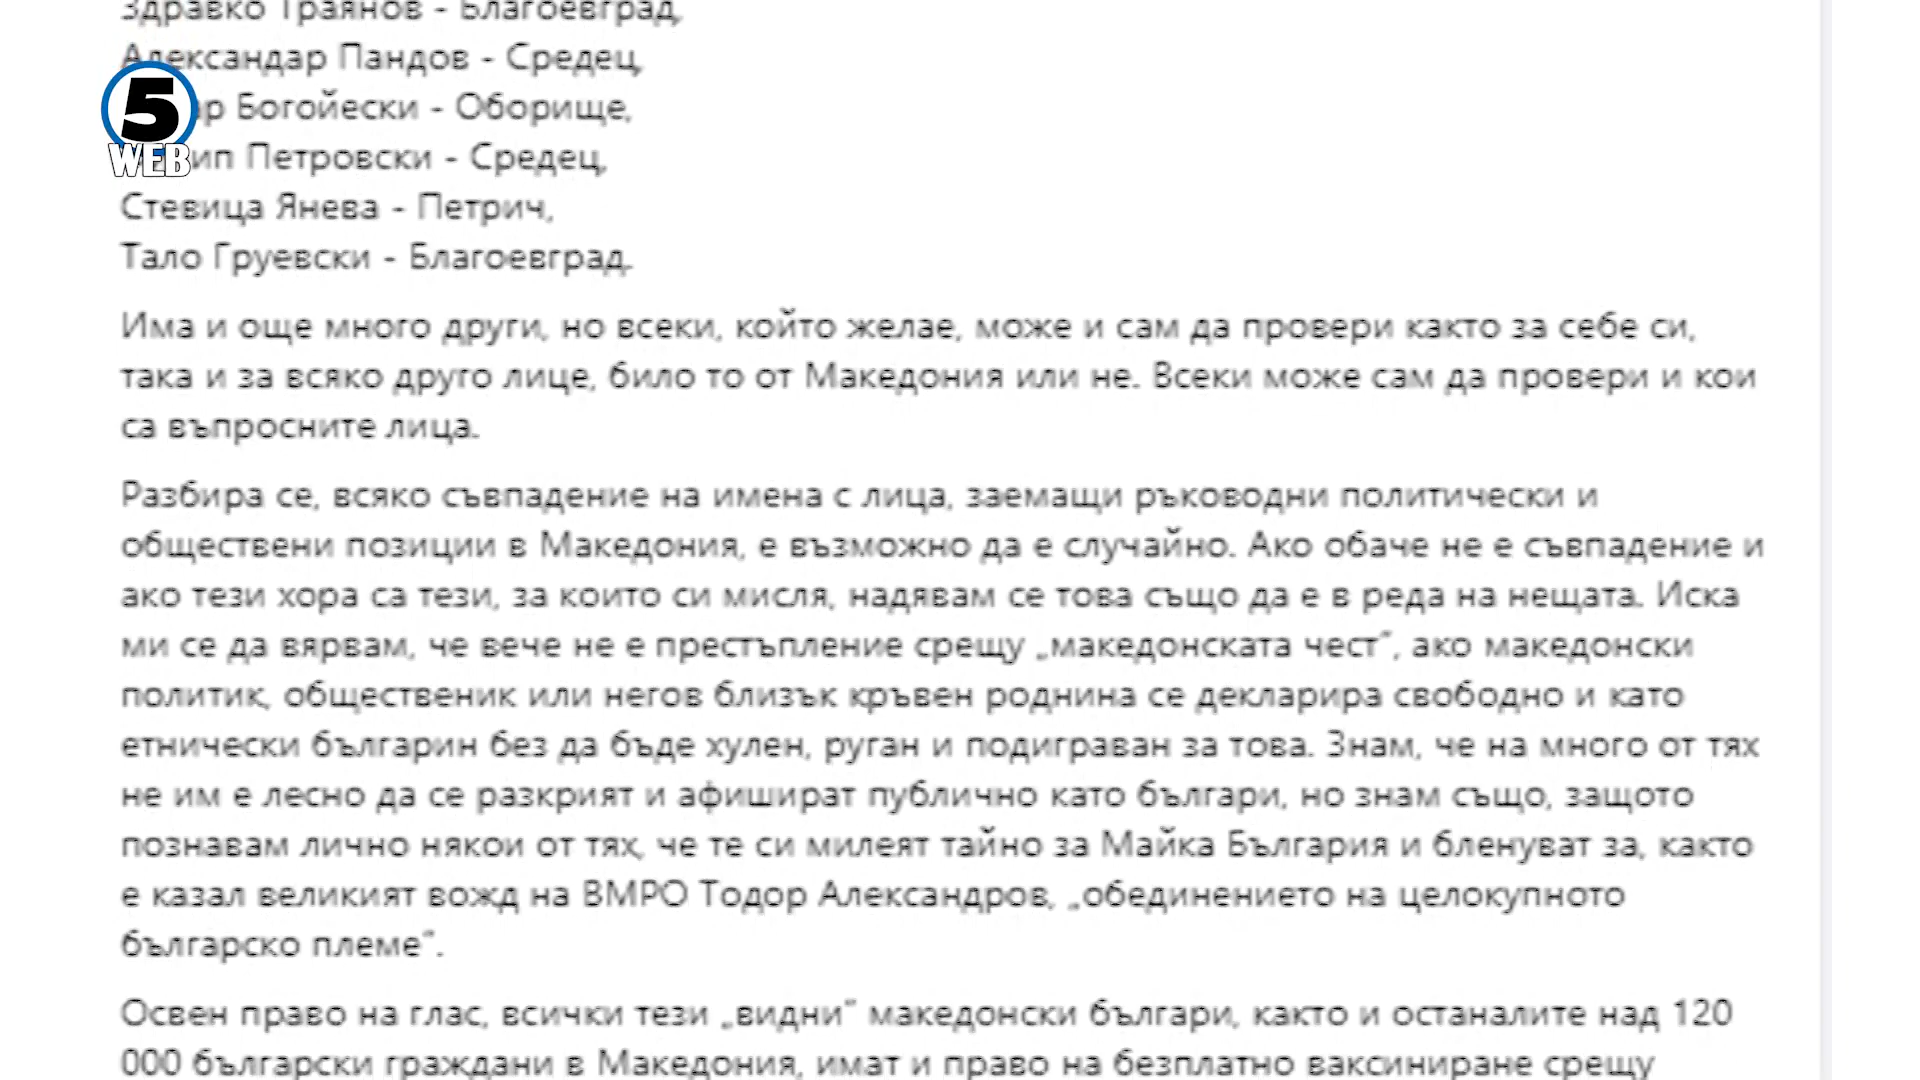 Здравко Траянов - Благоевград,
Александар Пандов - Средец,
Богойески - Оборище,
Петровски - Средец,
Стевица Янева - Петрич,
Тало Груевски - Благоевград.
Има и още много други, но всеки, който желае, може и сам да провери както за себе си,
така и за всяко друго лице, било то от Македония или не. Всеки може сам да провери и кои
са въпросните лица.
Разбира се, всяко съвпадение на имена с лица, заемащи ръководни политически и
обществени позиции в Македония, е възможно да е случайно. Ако обаче не е съвпадение и
ако тези хора са тези, за които си мисля, надявам се това също да е в реда на нещата. Иска
ми се да вярвам, че вече не е престъпление срещу „македонската чест“, ако македонски
политик, общественик или негов близък кръвен роднина се декларира свободно и като
етнически българин без да бъде хулен, руган и подиграван за това. Знам, че на много от тях
не им е лесно да се разкрият и афишират публично като българи, но знам също, защото
познавам лично някои от тях, че те си милеят тайно за Майка България и бленуват за, както
е казал великият вожд на ВМРО Тодор Александров, „обединението на целокупното
българско племе“.
Освен право на глас, всички тези „видни“ македонски българи, както и останалите над 120
000 български граждани в Македония, имат и право на безплатно ваксиниране срещу
5
WEB